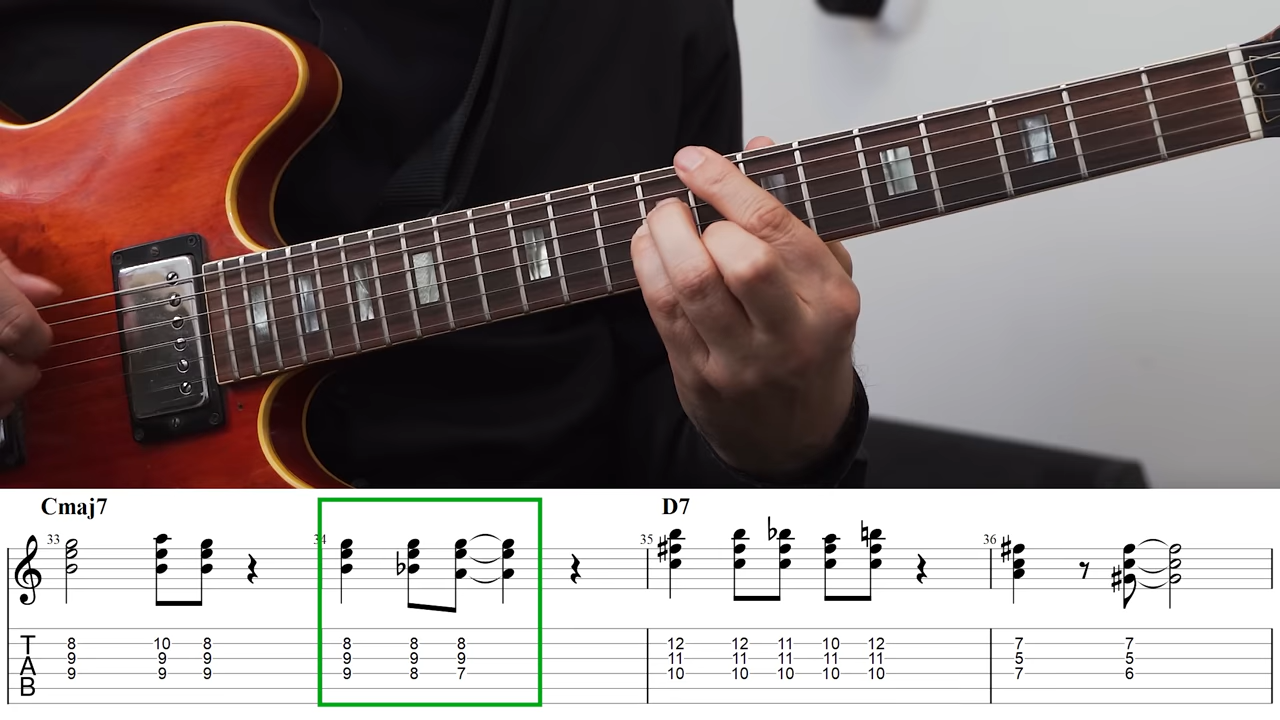 Cmaj7 D7
33 34 35 36
T 8 10 8 8 8 8 12 12 11 10 12 7 7
9 9 9 9 9 9 11 11 11 11 11 5 5
A 9 9 9 9 8 7 10 10 10 10 10 7 6
B